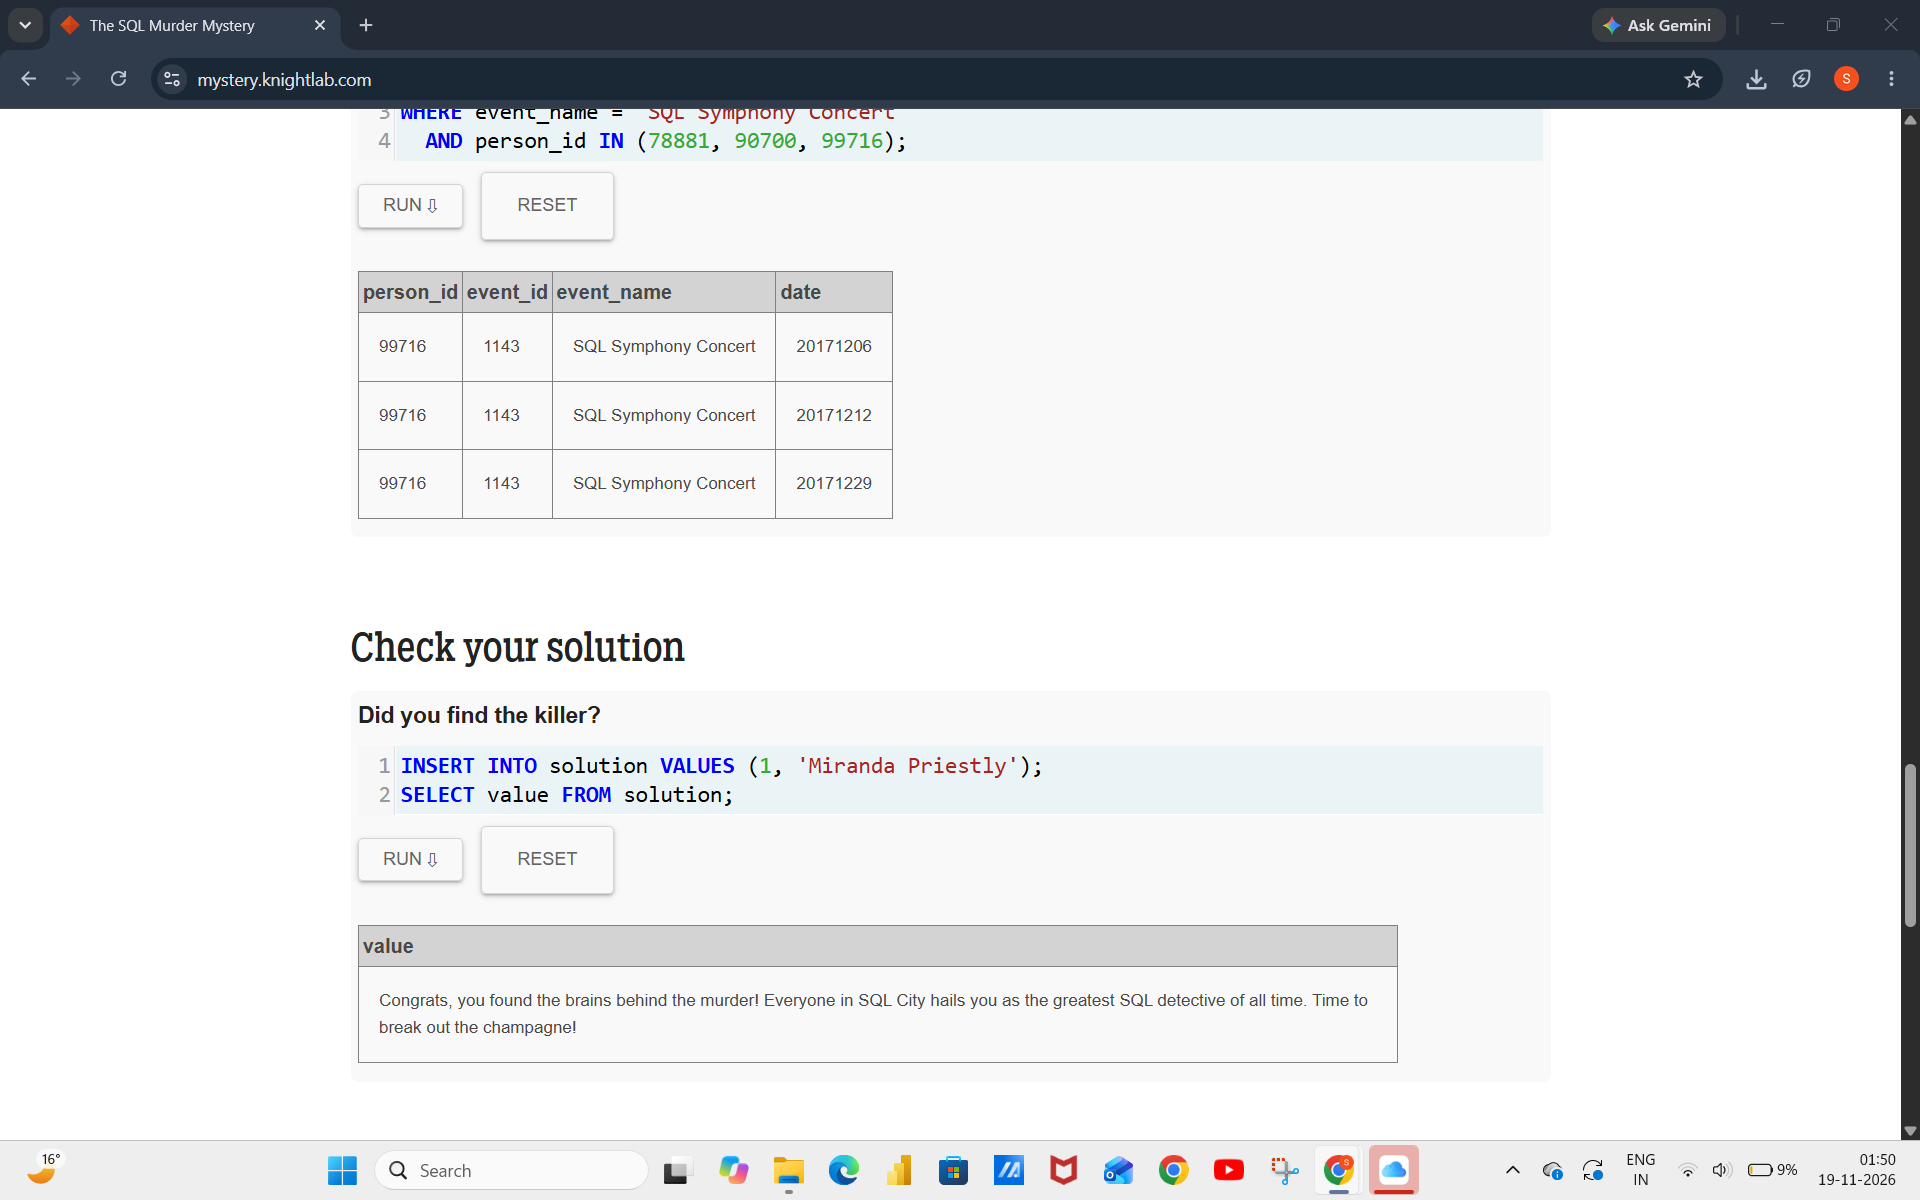 The SQL Murder Mystery
Ask Gemini
mystery.knightlab.com
S
3 WHERE event_name = 'SQL Symphony Concert'
4 AND person_id IN (78881, 90700, 99716);
RUN ⇩ RESET
person_id event_id event_name date
99716 1143 SQL Symphony Concert 20171206
99716 1143 SQL Symphony Concert 20171212
99716 1143 SQL Symphony Concert 20171229
Check your solution
Did you find the killer?
1 INSERT INTO solution VALUES (1, 'Miranda Priestly');
2 SELECT value FROM solution;
RUN ⇩ RESET
value
Congrats, you found the brains behind the murder! Everyone in SQL City hails you as the greatest SQL detective of all time. Time to
break out the champagne!
16°
Search
ENG
IN
9%
01:50
19-11-2026